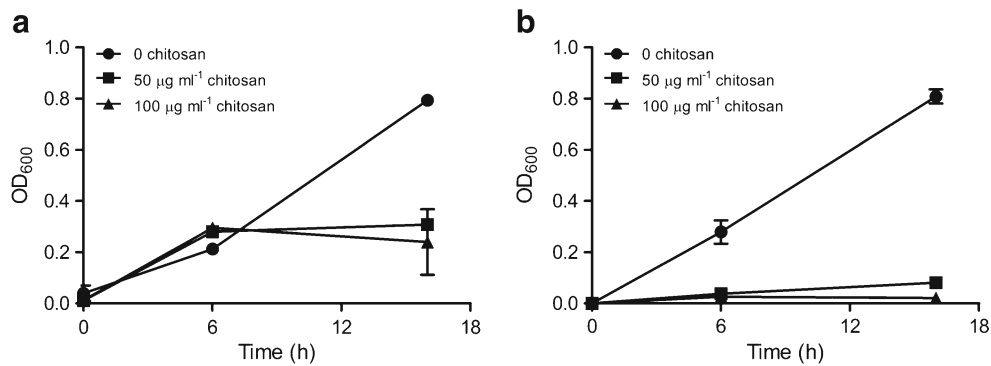 a
1.0
0.8
0.6
0.4
0.2
0.0
OD600
0 chitosan
50 μg ml-1 chitosan
100 μg ml-1 chitosan
0 6 12 18
Time (h)
b
1.0
0.8
0.6
0.4
0.2
0.0
OD600
0 chitosan
50 μg ml-1 chitosan
100 μg ml-1 chitosan
0 6 12 18
Time (h)